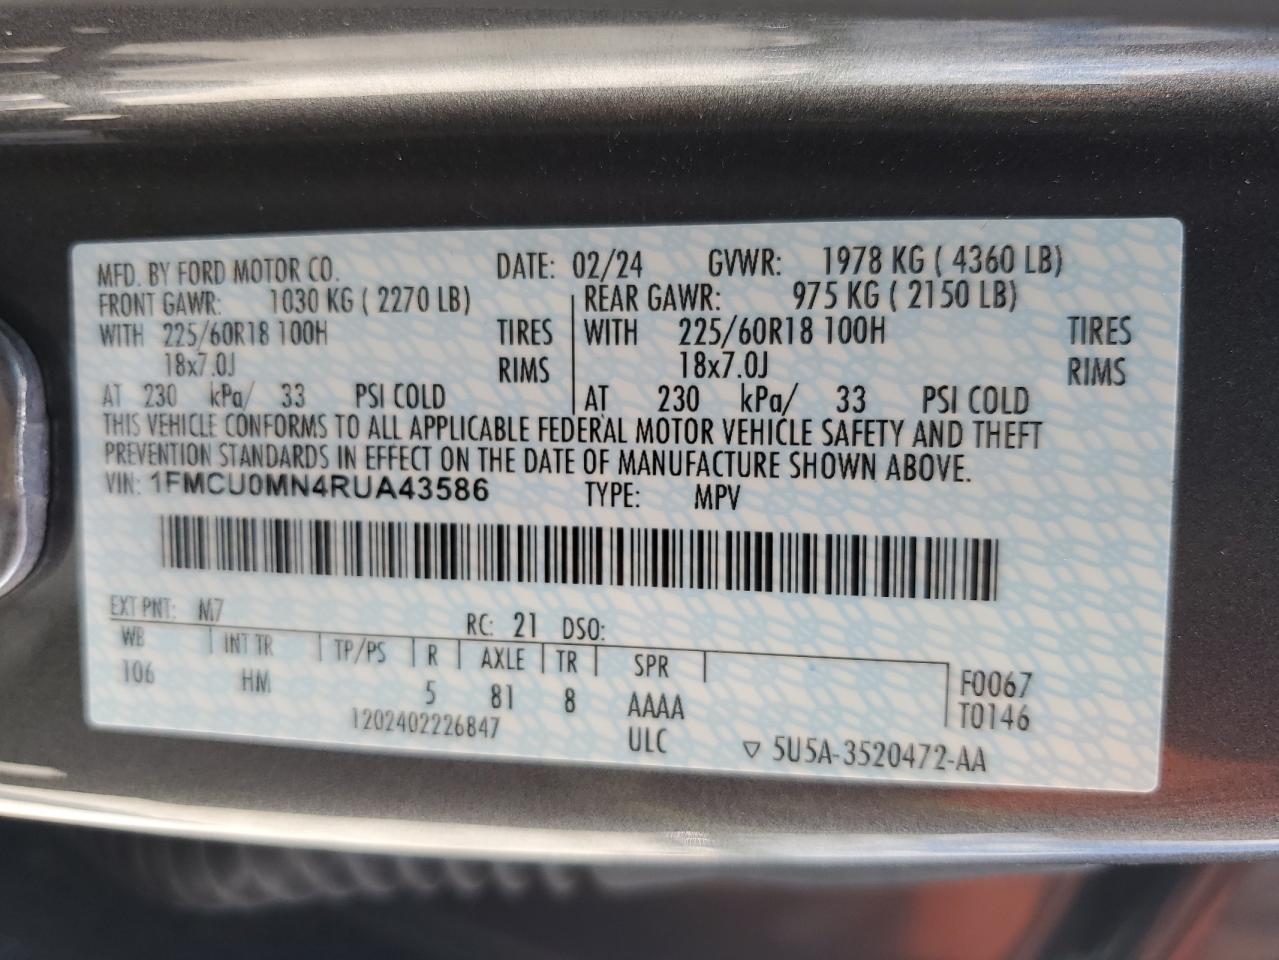 MFD. BY FORD MOTOR CO. DATE: 02/24 GVWR: 1978 KG ( 4360 LB)
FRONT GAWR: 1030 KG ( 2270 LB) REAR GAWR: 975 KG ( 2150 LB)
WITH 225/60R18 100H TIRES WITH 225/60R18 100H TIRES
18x7.0J RIMS 18x7.0J RIMS
AT 230 kPa/ 33 PSI COLD AT 230 kPa/ 33 PSI COLD
THIS VEHICLE CONFORMS TO ALL APPLICABLE FEDERAL MOTOR VEHICLE SAFETY AND THEFT
PREVENTION STANDARDS IN EFFECT ON THE DATE OF MANUFACTURE SHOWN ABOVE.
VIN: 1FMCU0MN4RUA43586 TYPE: MPV
EXT PNT: M7 RC: 21 DSO:
WB INT TR TP/PS R AXLE TR SPR
106 HM 5 81 8 AAAA F0067
1202402226847 ULC T0146
▽ 5U5A-3520472-AA